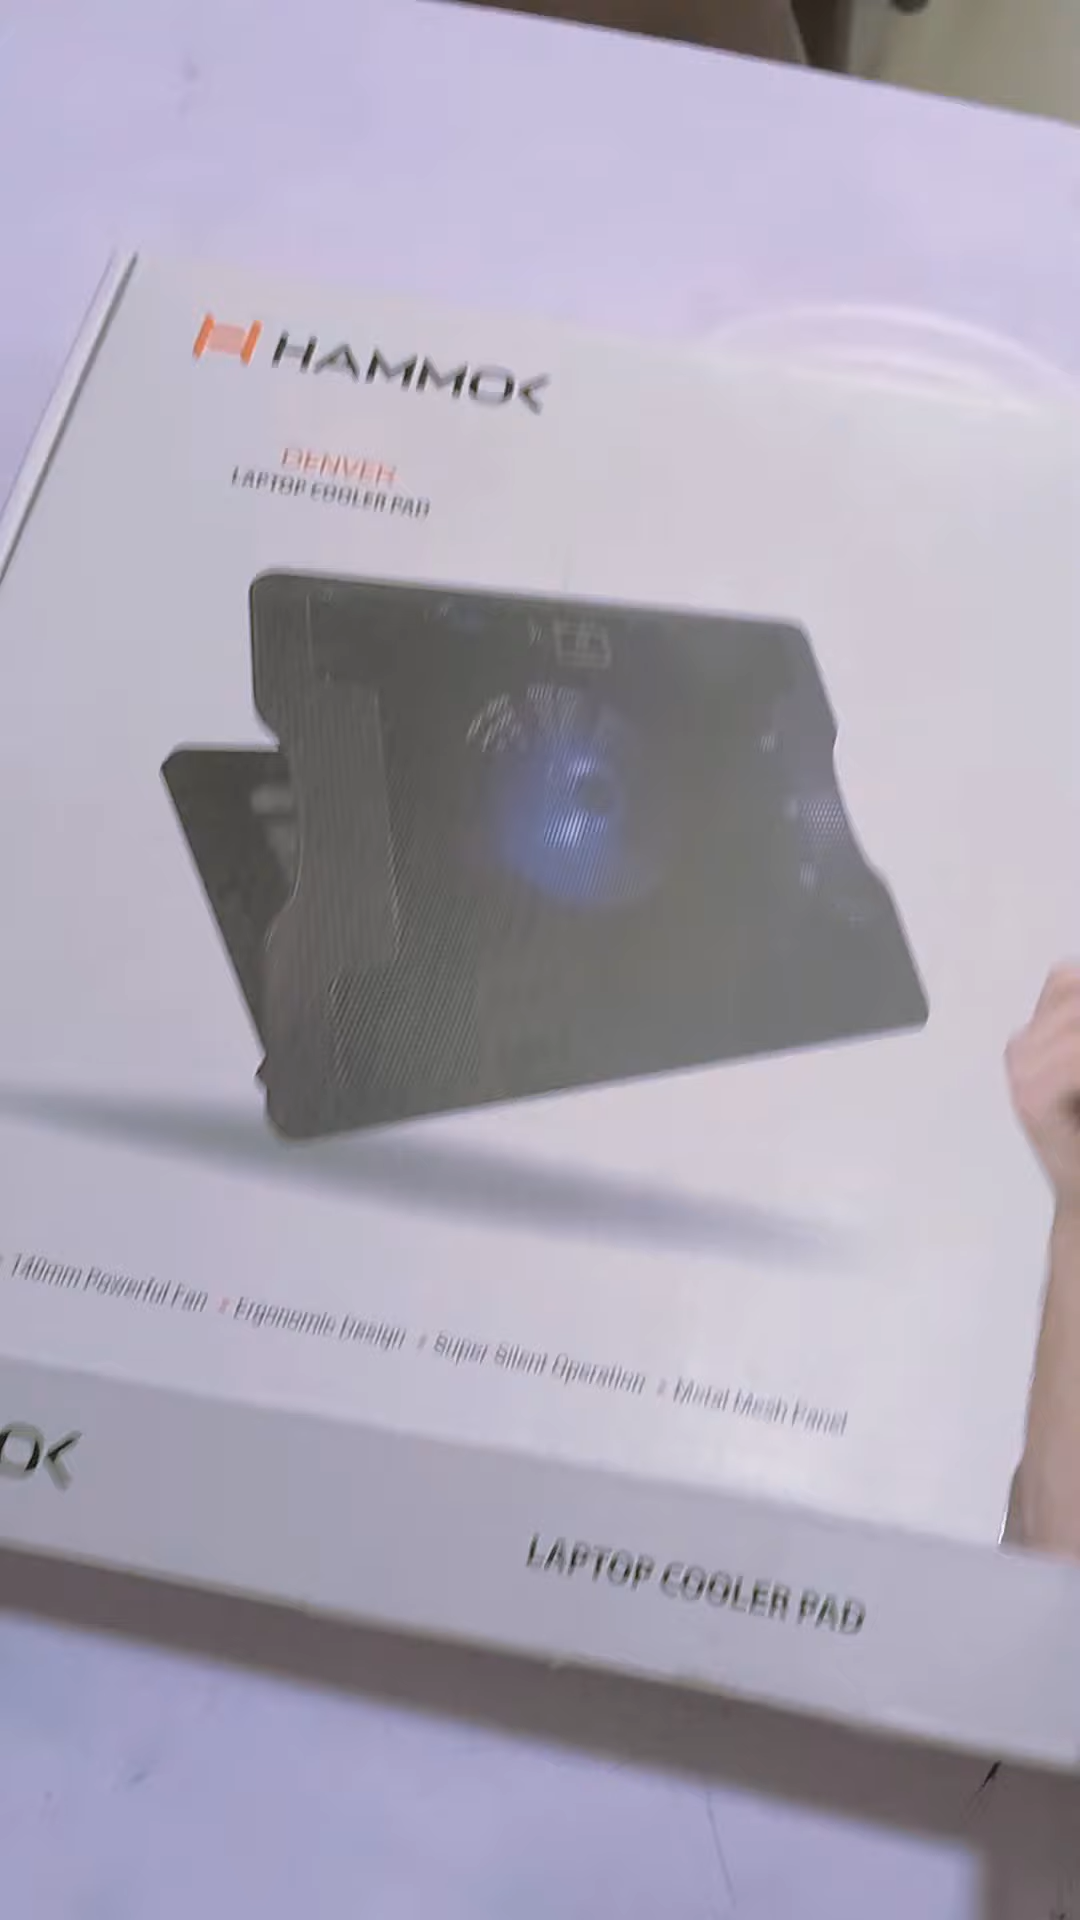 HAMMOK
DENVER
LAPTOP COOLER PAD
140mm Powerful Fan Ergonomic Design Super Silent Operation Metal Mesh Panel
OK
LAPTOP COOLER PAD